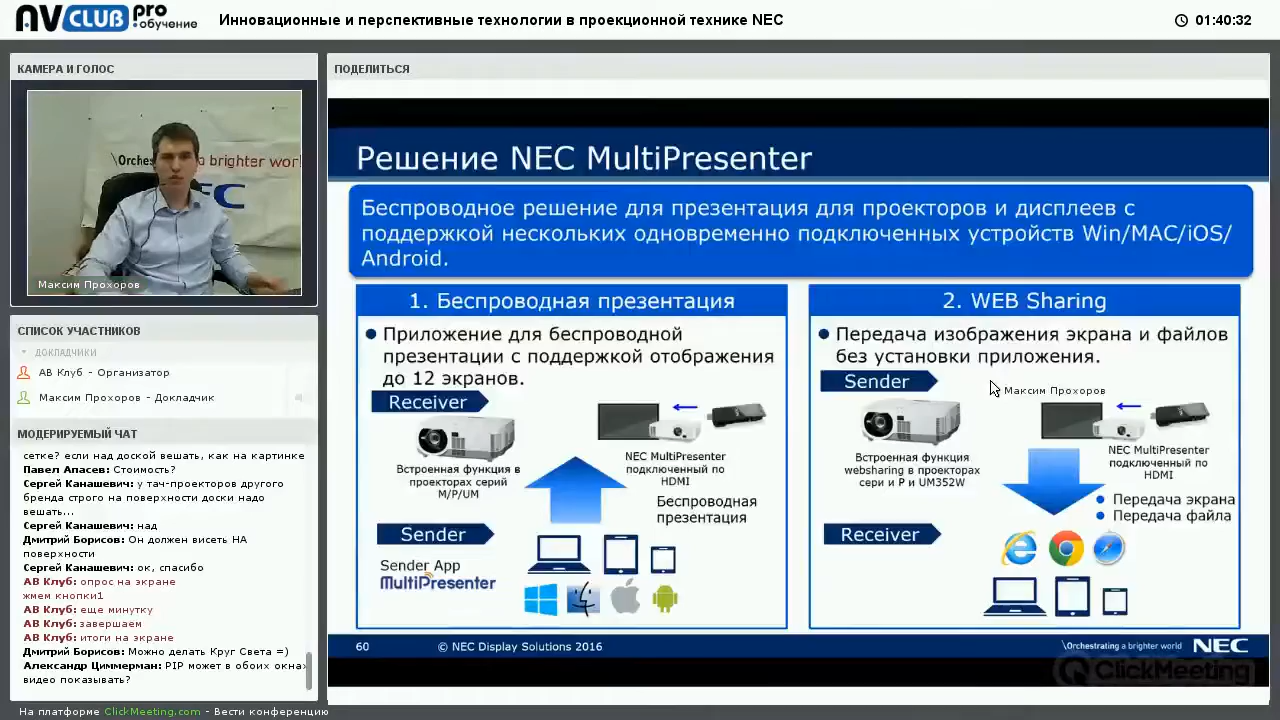 AV CLUB pro
:обучение
Инновационные и перспективные технологии в проекционной технике NEC
01:40:32
КАМЕРА И ГОЛОС
\Orche
o brighter worl
EC
Максим Прохоров
СПИСОК УЧАСТНИКОВ
ДОКЛАДЧИКИ
АВ Клуб - Организатор
Максим Прохоров - Докладчик
МОДЕРИРУЕМЫЙ ЧАТ
сетке? если над доской вешать, как на картинке
Павел Апасев: Стоимость?
Сергей Канашевич: у тач-проекторов другого
бренда строго на поверхности доски надо
вешать...
Сергей Канашевич: над
Дмитрий Борисов: Он должен висеть НА
поверхности
Сергей Канашевич: ок, спасибо
АВ Клуб: опрос на экране
жмем кнопки1
АВ Клуб: еще минутку
АВ Клуб: завершаем
АВ Клуб: итоги на экране
Дмитрий Борисов: Можно делать Круг Света =)
Александр Циммерман: PIP может в обоих окнах
видео показывать?
На платформе ClickMeeting.com - Вести конференцию
ПОДЕЛИТЬСЯ
Решение NEC MultiPresenter
Беспроводное решение для презентация для проекторов и дисплеев с
поддержкой нескольких одновременно подключенных устройств Win/MAC/iOS/
Android.
1. Беспроводная презентация
Приложение для беспроводной
презентации с поддержкой отображения
до 12 экранов.
Receiver
Встроенная функция в
проекторах серий
M/P/UM
NEC MultiPresenter
подключенный по
HDMI
Беспроводная
презентация
Sender
Sender App
MultiPresenter
2. WEB Sharing
Передача изображения экрана и файлов
без установки приложения.
Sender
Максим Прохоров
Встроенная функция
websharing в проекторах
сери и P и UM352W
NEC MultiPresenter
подключенный по
HDMI
Передача экрана
Передача файла
Receiver
60
© NEC Display Solutions 2016
\Orchestrating a brighter world
NEC
ClickMeeting